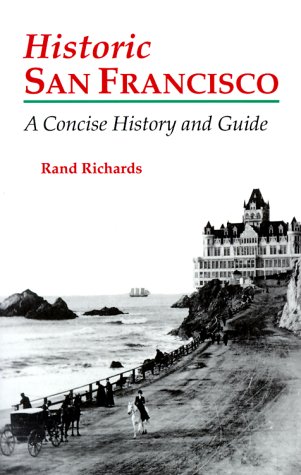 Historic
SAN FRANCISCO
A Concise History and Guide
Rand Richards